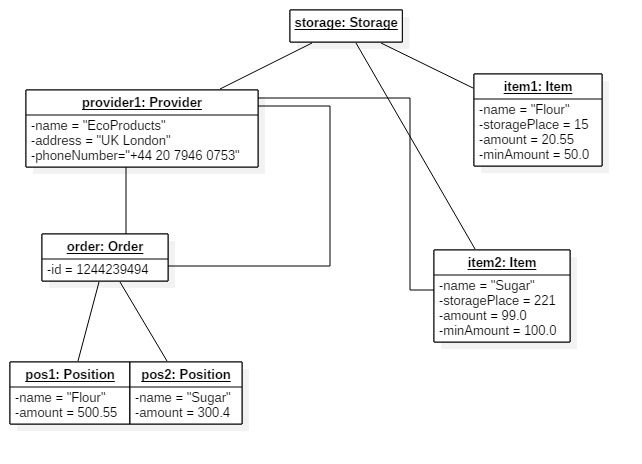 storage: Storage
provider1: Provider
-name = "EcoProducts"
-address = "UK London"
-phoneNumber="+44 20 7946 0753"
item1: Item
-name = "Flour"
-storagePlace = 15
-amount = 20.55
-minAmount = 50.0
order: Order
-id = 1244239494
item2: Item
-name = "Sugar"
-storagePlace = 221
-amount = 99.0
-minAmount = 100.0
pos1: Position
-name = "Flour"
-amount = 500.55
pos2: Position
-name = "Sugar"
-amount = 300.4